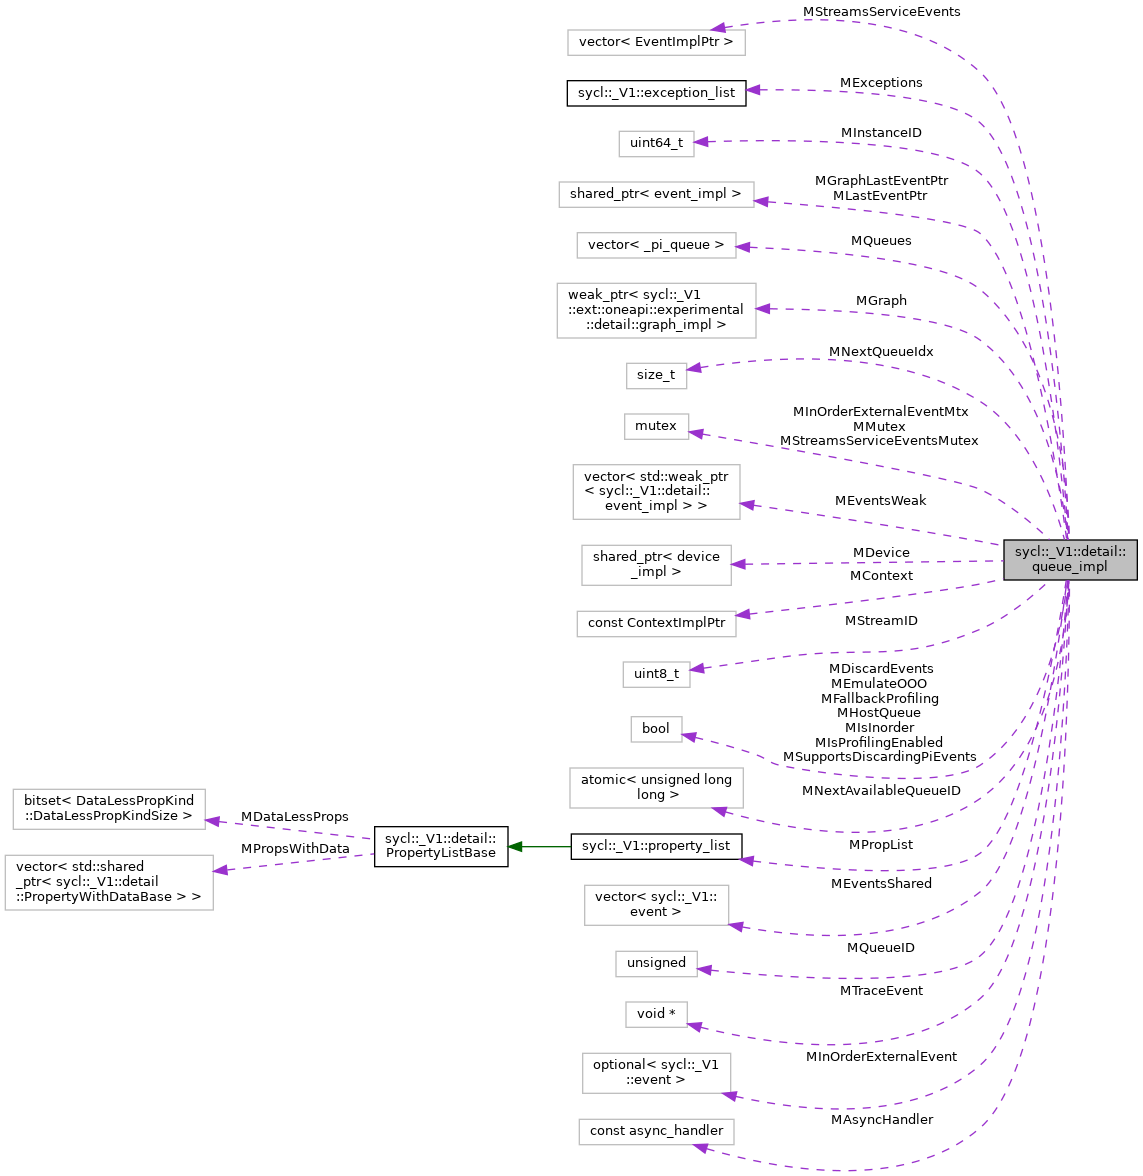 MStreamsServiceEvents
vector< EventImplPtr >
MExceptions
sycl::_V1::exception_list
MInstanceID
uint64_t
MGraphLastEventPtr
MLastEventPtr
shared_ptr< event_impl >
MQueues
vector< _pi_queue >
MGraph
weak_ptr< sycl::_V1
::ext::oneapi::experimental
::detail::graph_impl >
MNextQueueIdx
size_t
MInOrderExternalEventMtx
MMutex
MStreamsServiceEventsMutex
mutex
MEventsWeak
vector< std::weak_ptr
< sycl::_V1::detail::
event_impl > >
MDevice
shared_ptr< device
_impl >
sycl::_V1::detail::
queue_impl
MContext
const ContextImplPtr
MStreamID
uint8_t
MDiscardEvents
MEmulateOOO
MFallbackProfiling
MHostQueue
MIsInorder
MIsProfilingEnabled
MSupportsDiscardingPiEvents
bool
atomic< unsigned long
long >
MNextAvailableQueueID
bitset< DataLessPropKind
::DataLessPropKindSize >
MDataLessProps
sycl::_V1::detail::
PropertyListBase
sycl::_V1::property_list
MPropList
MPropsWithData
vector< std::shared
_ptr< sycl::_V1::detail
::PropertyWithDataBase > >
MEventsShared
vector< sycl::_V1::
event >
MQueueID
unsigned
MTraceEvent
void *
MInOrderExternalEvent
optional< sycl::_V1
::event >
MAsyncHandler
const async_handler